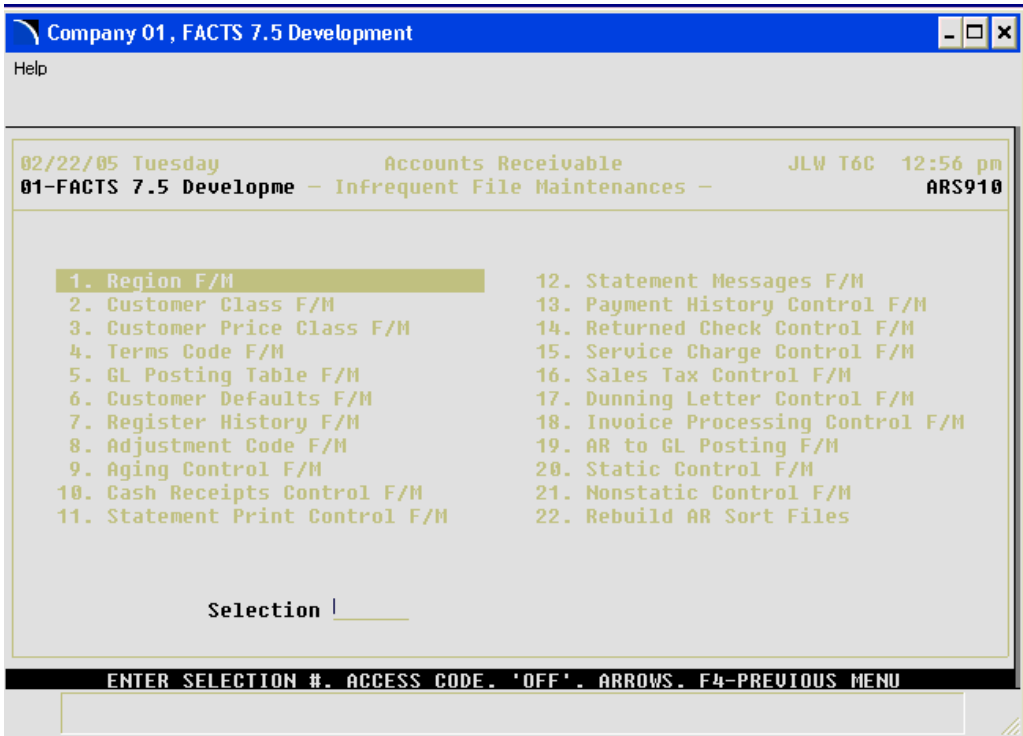 Company 01, FACTS 7.5 Development
Help
02/22/05 Tuesday Accounts Receivable JLW T6C 12:56 pm
01-FACTS 7.5 Developme – Infrequent File Maintenances – ARS910
1. Region F/M
2. Customer Class F/M
3. Customer Price Class F/M
4. Terms Code F/M
5. GL Posting Table F/M
6. Customer Defaults F/M
7. Register History F/M
8. Adjustment Code F/M
9. Aging Control F/M
10. Cash Receipts Control F/M
11. Statement Print Control F/M
12. Statement Messages F/M
13. Payment History Control F/M
14. Returned Check Control F/M
15. Service Charge Control F/M
16. Sales Tax Control F/M
17. Dunning Letter Control F/M
18. Invoice Processing Control F/M
19. AR to GL Posting F/M
20. Static Control F/M
21. Nonstatic Control F/M
22. Rebuild AR Sort Files
Selection
ENTER SELECTION #. ACCESS CODE. 'OFF'. ARROWS. F4-PREVIOUS MENU